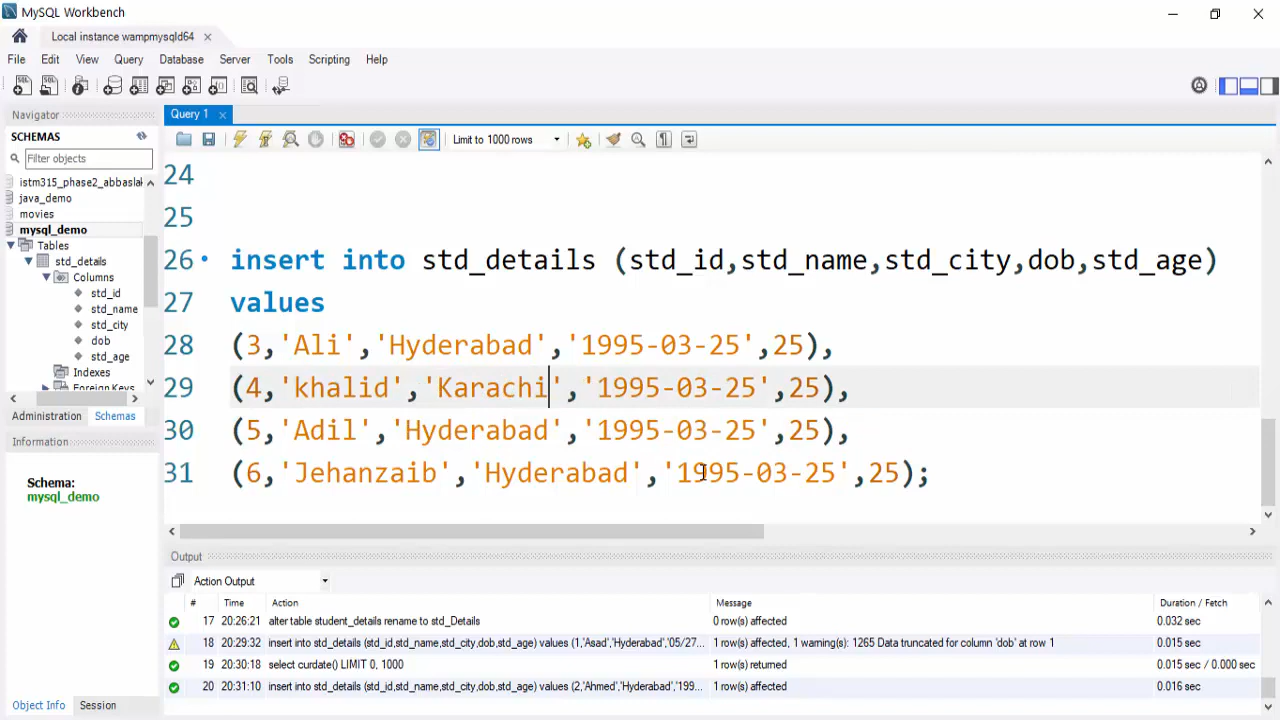 MySQL Workbench
Local instance wampmysqld64
File Edit View Query Database Server Tools Scripting Help
Navigator
SCHEMAS
Filter objects
istm315_phase2_abbaslak
java_demo
movies
mysql_demo
Tables
std_details
Columns
std_id
std_name
std_city
dob
std_age
Indexes
Foreign Keys
Administration Schemas
Information
Schema:
mysql_demo
Object Info Session
Query 1
Limit to 1000 rows
24
25
26 insert into std_details (std_id,std_name,std_city,dob,std_age)
27 values
28 (3,'Ali','Hyderabad','1995-03-25',25),
29 (4,'khalid','Karachi','1995-03-25',25),
30 (5,'Adil','Hyderabad','1995-03-25',25),
31 (6,'Jehanzaib','Hyderabad','1995-03-25',25);
Output
Action Output
# Time Action Message Duration / Fetch
17 20:26:21 alter table student_details rename to std_Details 0 row(s) affected 0.032 sec
18 20:29:32 insert into std_details (std_id,std_name,std_city,dob,std_age) values (1,'Asad','Hyderabad','05/27... 1 row(s) affected, 1 warning(s): 1265 Data truncated for column 'dob' at row 1 0.015 sec
19 20:30:18 select curdate() LIMIT 0, 1000 1 row(s) returned 0.015 sec / 0.000 sec
20 20:31:10 insert into std_details (std_id,std_name,std_city,dob,std_age) values (2,'Ahmed','Hyderabad','199... 1 row(s) affected 0.016 sec